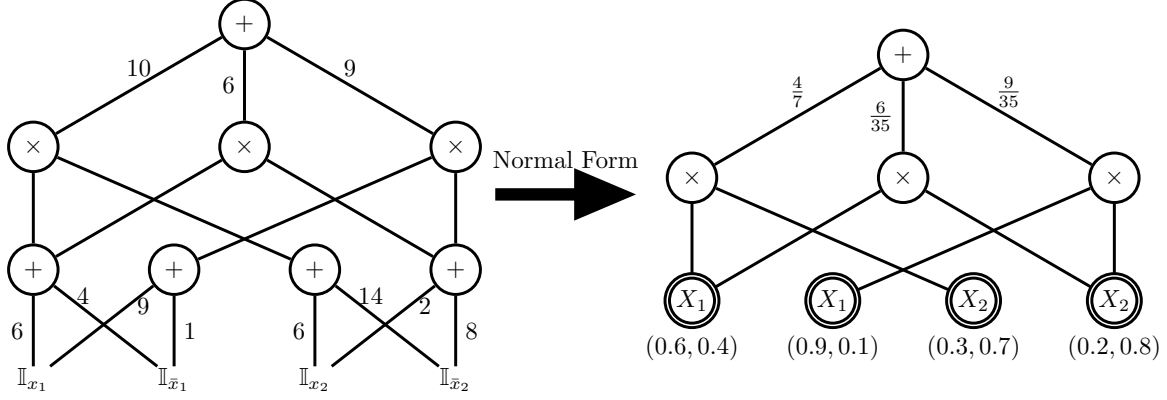 +
+
10
6
9
4/7
6/35
9/35
× × ×
Normal Form
× × ×
+ + + +
4 9 14 2
6 1 6 8
X₁ X₁ X₂ X₂
(0.6, 0.4) (0.9, 0.1) (0.3, 0.7) (0.2, 0.8)
𝕀ₓ₁ 𝕀x̄₁ 𝕀ₓ₂ 𝕀x̄₂